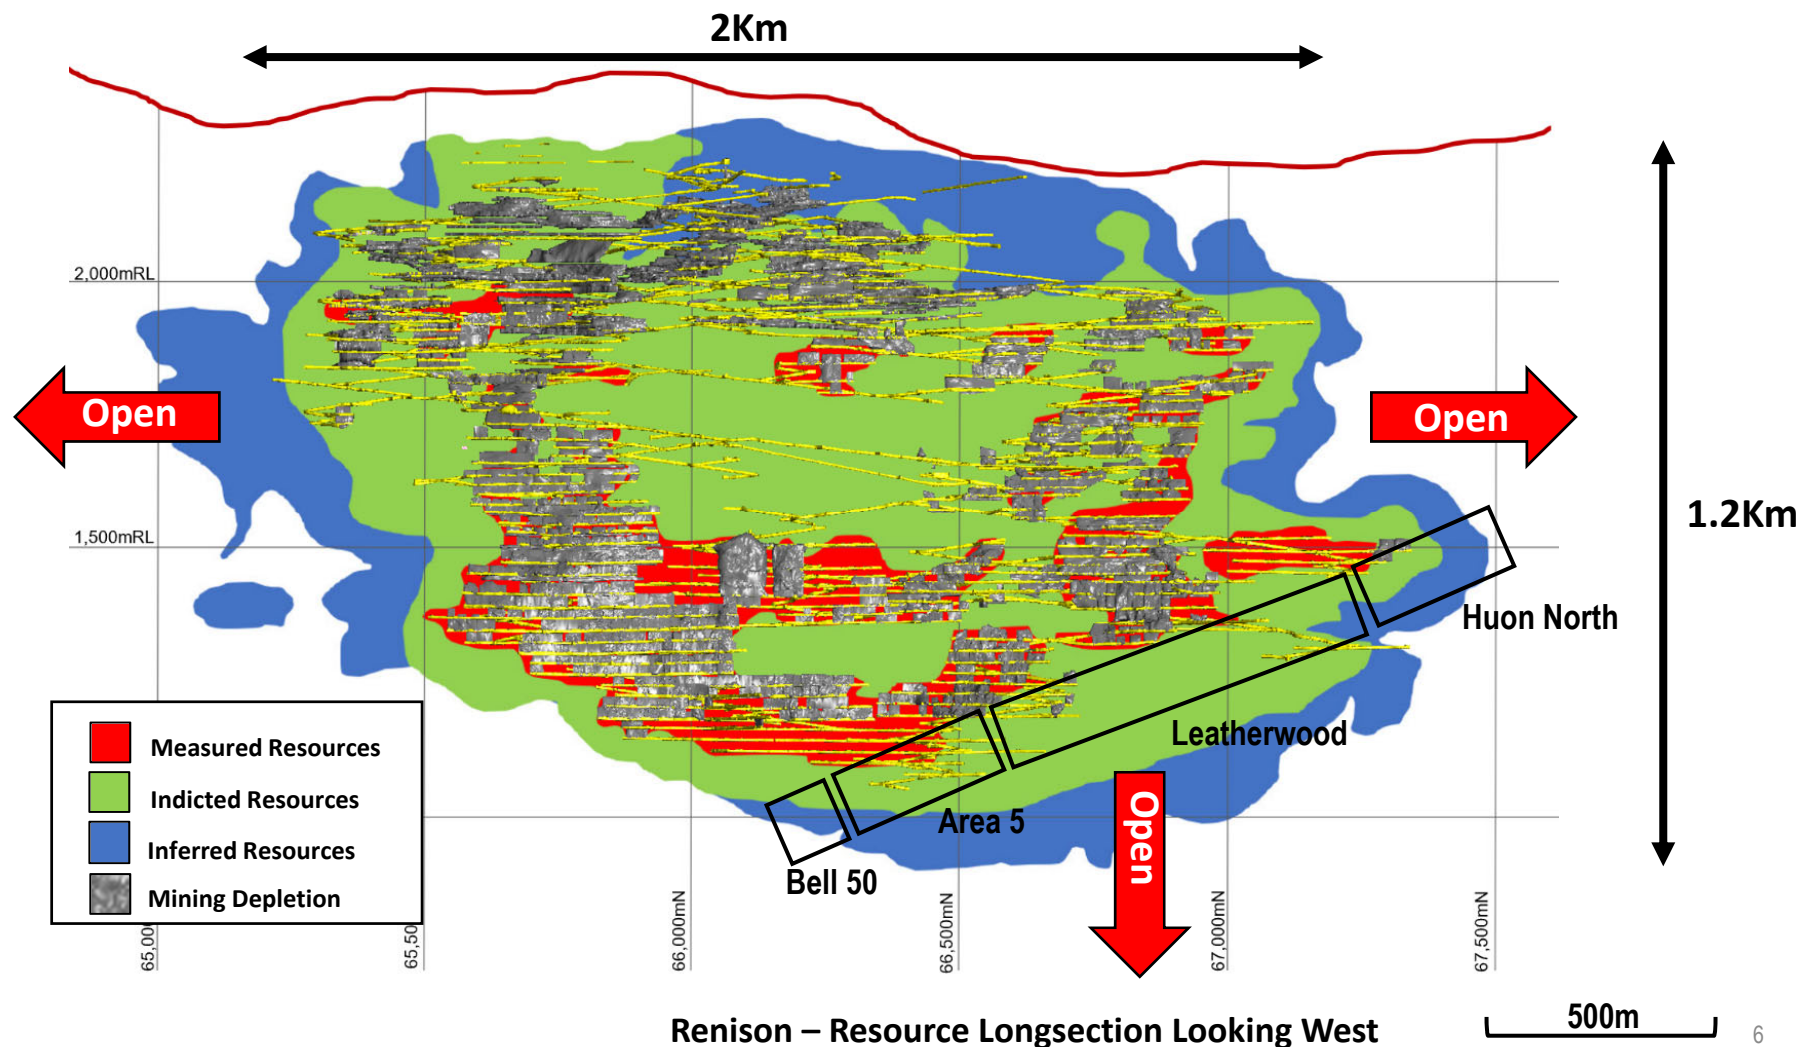 2Km
2,000mRL
Open
Open
1.2Km
1,500mRL
Huon North
Leatherwood
Area 5
Bell 50
Open
Measured Resources
Indicted Resources
Inferred Resources
Mining Depletion
65,00
65,50
66,000mN
66,500mN
67,000mN
67,500mN
Renison – Resource Longsection Looking West
500m
6